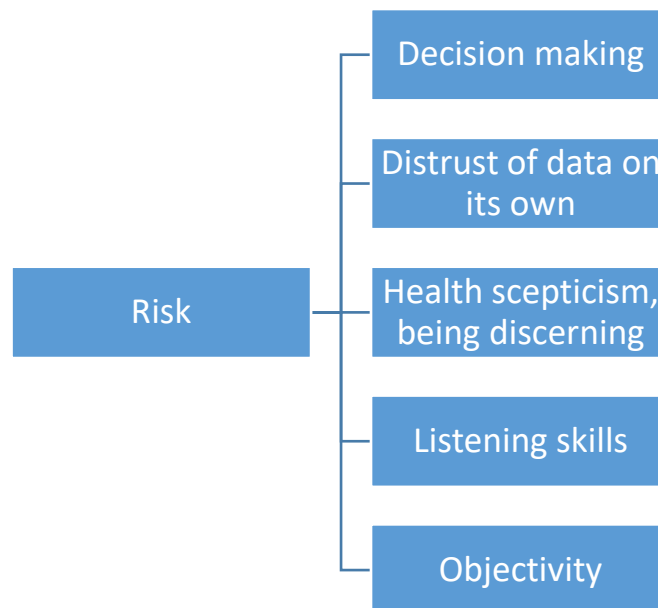 Decision making
Distrust of data on
its own
Risk
Health scepticism,
being discerning
Listening skills
Objectivity